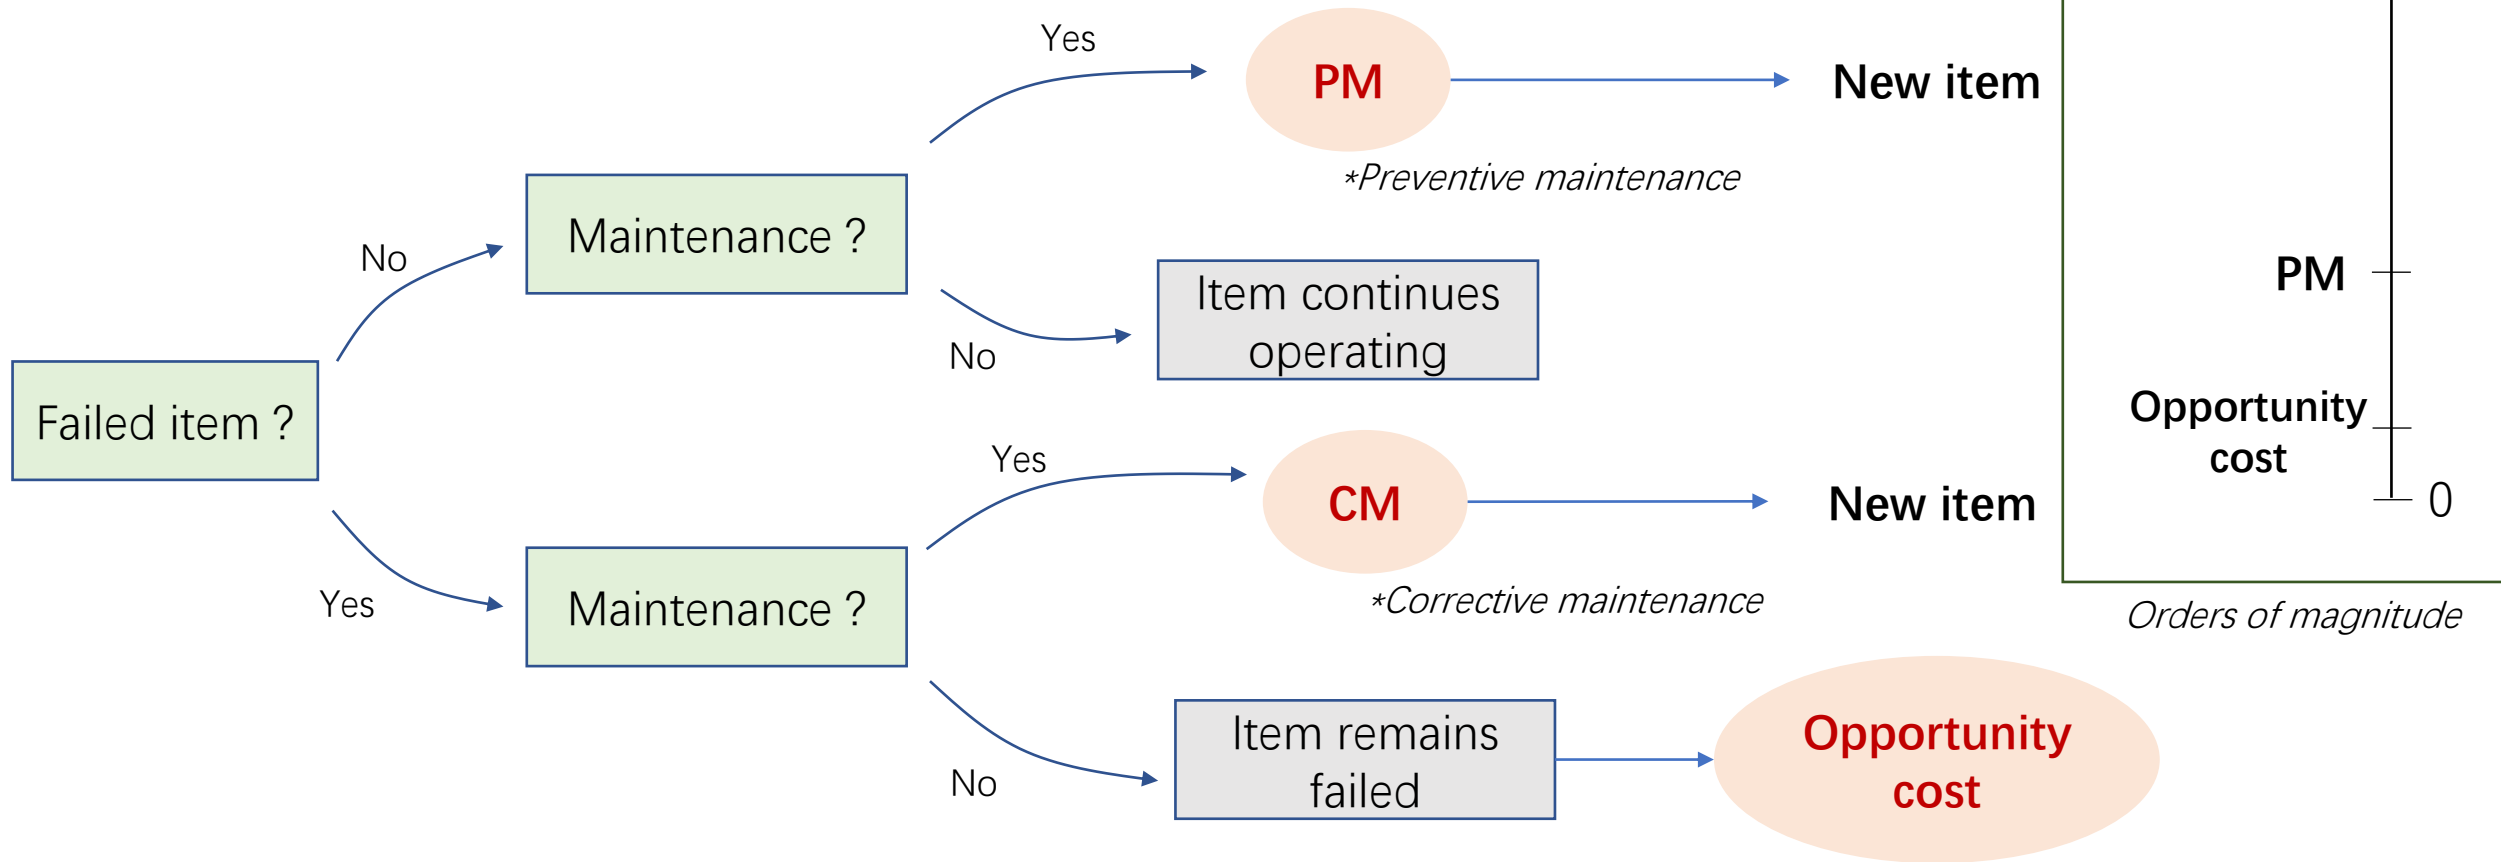 Yes
PM
New item
*Preventive maintenance
Maintenance ?
No
Item continues
operating
No
Failed item ?
Yes
CM
New item
*Corrective maintenance
Yes
Maintenance ?
No
Item remains
failed
Opportunity
cost
PM
Opportunity
cost
0
Orders of magnitude